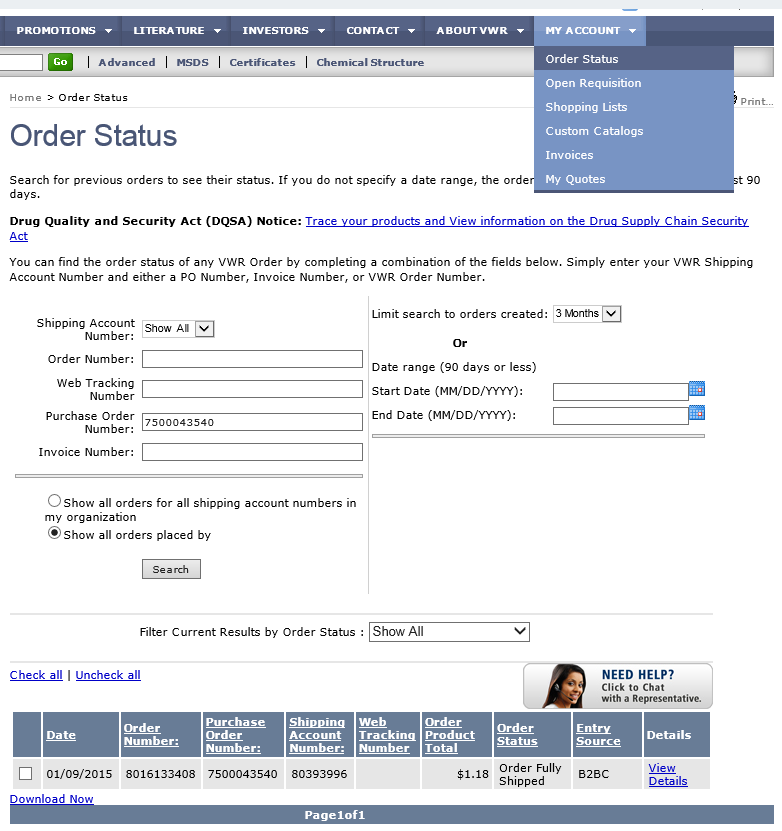 PROMOTIONS LITERATURE INVESTORS CONTACT ABOUT VWR MY ACCOUNT
Go | Advanced | MSDS | Certificates | Chemical Structure
Order Status
Open Requisition
Shopping Lists
Custom Catalogs
Invoices
My Quotes
Home > Order Status
Print...
Order Status
Search for previous orders to see their status. If you do not specify a date range, the order st 90
days.
Drug Quality and Security Act (DQSA) Notice: Trace your products and View information on the Drug Supply Chain Security
Act
You can find the order status of any VWR Order by completing a combination of the fields below. Simply enter your VWR Shipping
Account Number and either a PO Number, Invoice Number, or VWR Order Number.
Shipping Account
Number: Show All
Order Number:
Web Tracking
Number
Purchase Order
Number: 7500043540
Invoice Number:
Show all orders for all shipping account numbers in
my organization
Show all orders placed by
Search
Limit search to orders created: 3 Months
Or
Date range (90 days or less)
Start Date (MM/DD/YYYY):
End Date (MM/DD/YYYY):
Filter Current Results by Order Status : Show All
Check all | Uncheck all
NEED HELP?
Click to Chat
with a Representative.
Date
Order
Number:
Purchase
Order
Number:
Shipping
Account
Number:
Web
Tracking
Number
Order
Product
Total
Order
Status
Entry
Source
Details
01/09/2015 8016133408 7500043540 80393996 $1.18 Order Fully
Shipped B2BC View
Details
Download Now
Page1of1